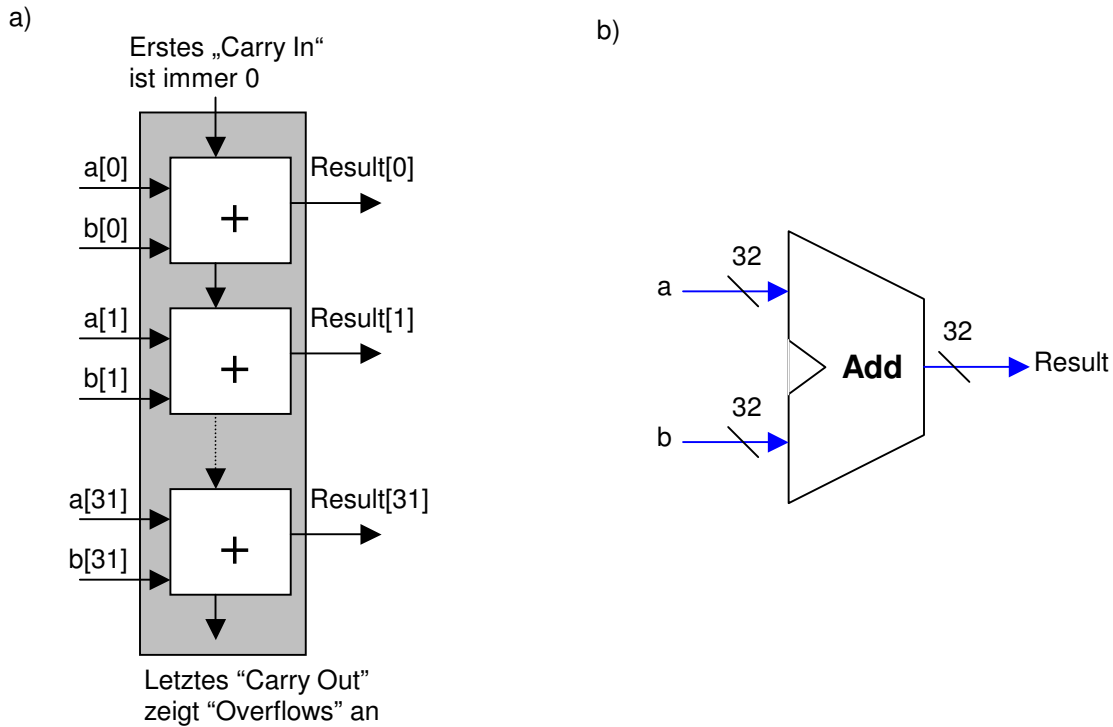 a)
Erstes „Carry In“
ist immer 0
a[0]
Result[0]
b[0]
+
a[1]
Result[1]
b[1]
+
a[31]
Result[31]
b[31]
+
Letztes “Carry Out”
zeigt “Overflows” an
b)
32
a
32
Add
Result
32
b